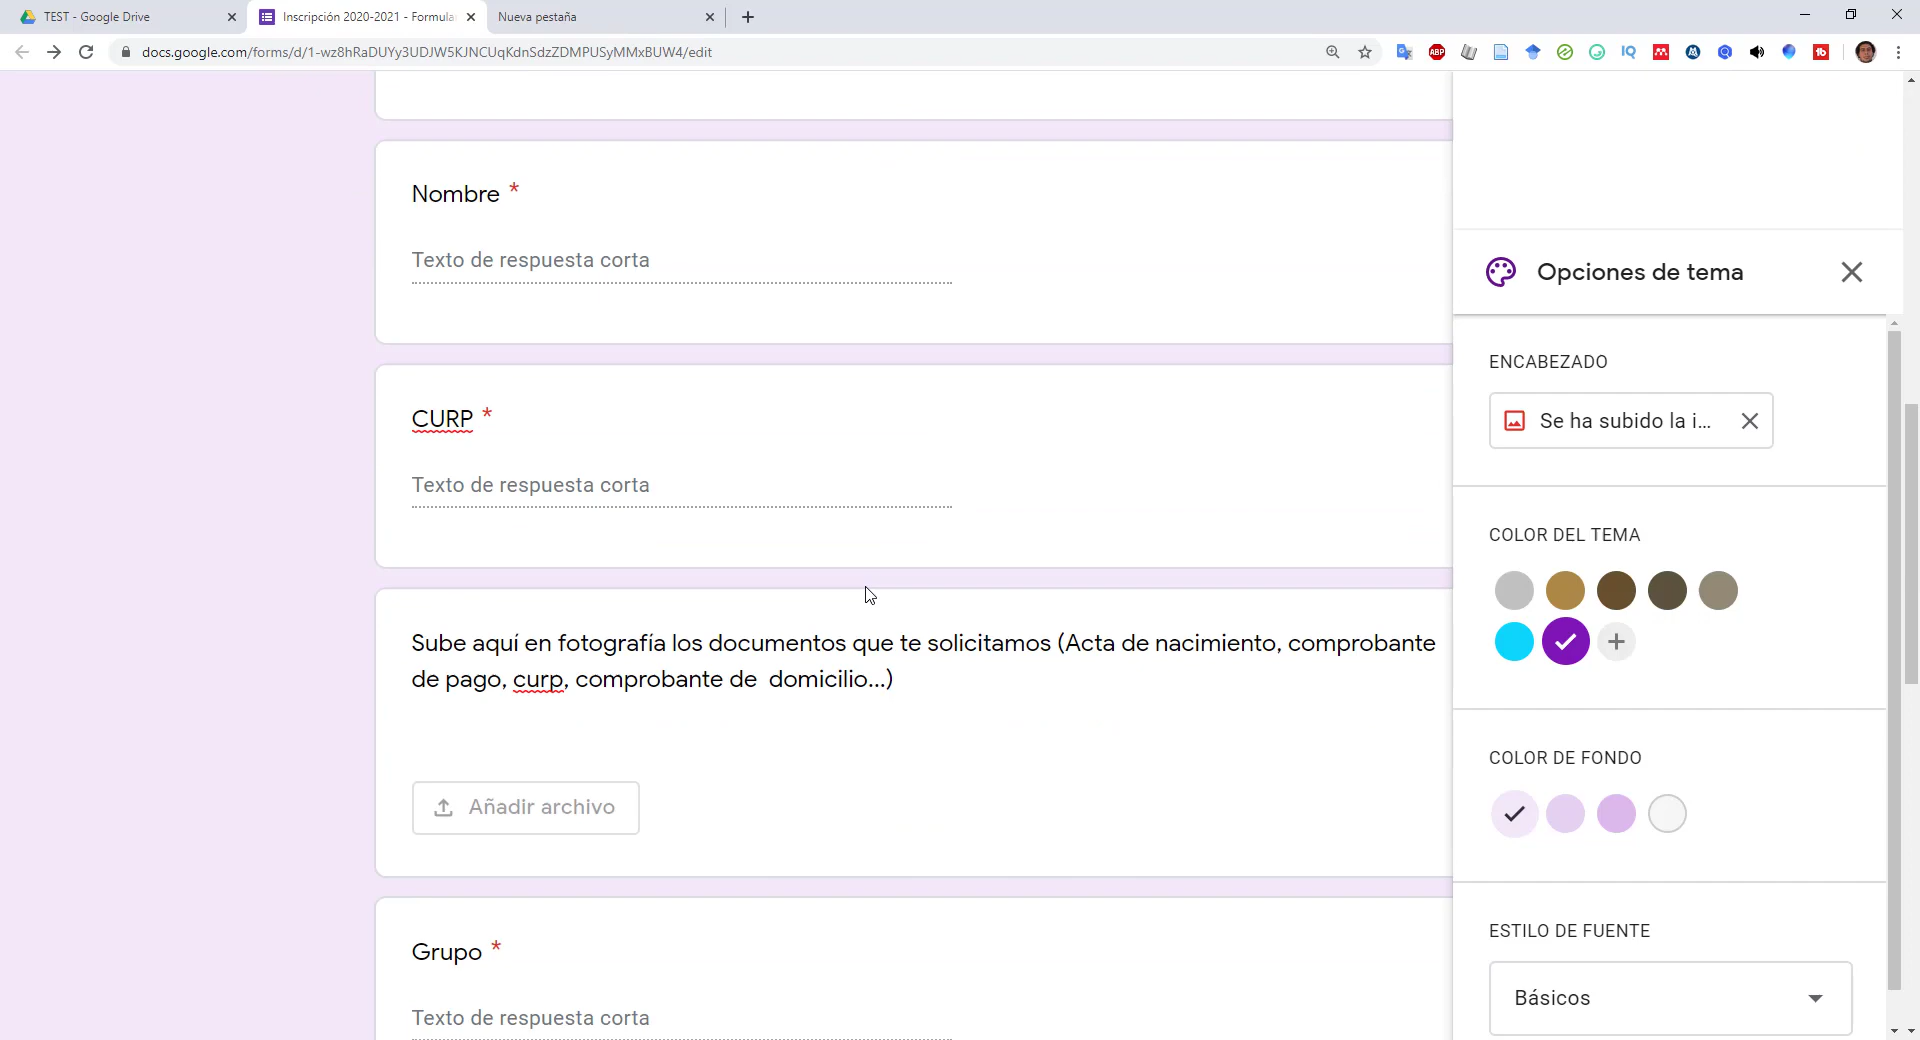 TEST - Google Drive
Inscripción 2020-2021 - Formula
Nueva pestaña
docs.google.com/forms/d/1-wz8hRaDUYy3UDJW5KJNCUqKdnSdzZDMPUSyMMxBUW4/edit
ABP
IQ
tb
Nombre *
Texto de respuesta corta
CURP *
Texto de respuesta corta
Sube aquí en fotografía los documentos que te solicitamos (Acta de nacimiento, comprobante
de pago, curp, comprobante de domicilio...)
Añadir archivo
Grupo *
Texto de respuesta corta
Opciones de tema
ENCABEZADO
Se ha subido la i...
COLOR DEL TEMA
COLOR DE FONDO
ESTILO DE FUENTE
Básicos